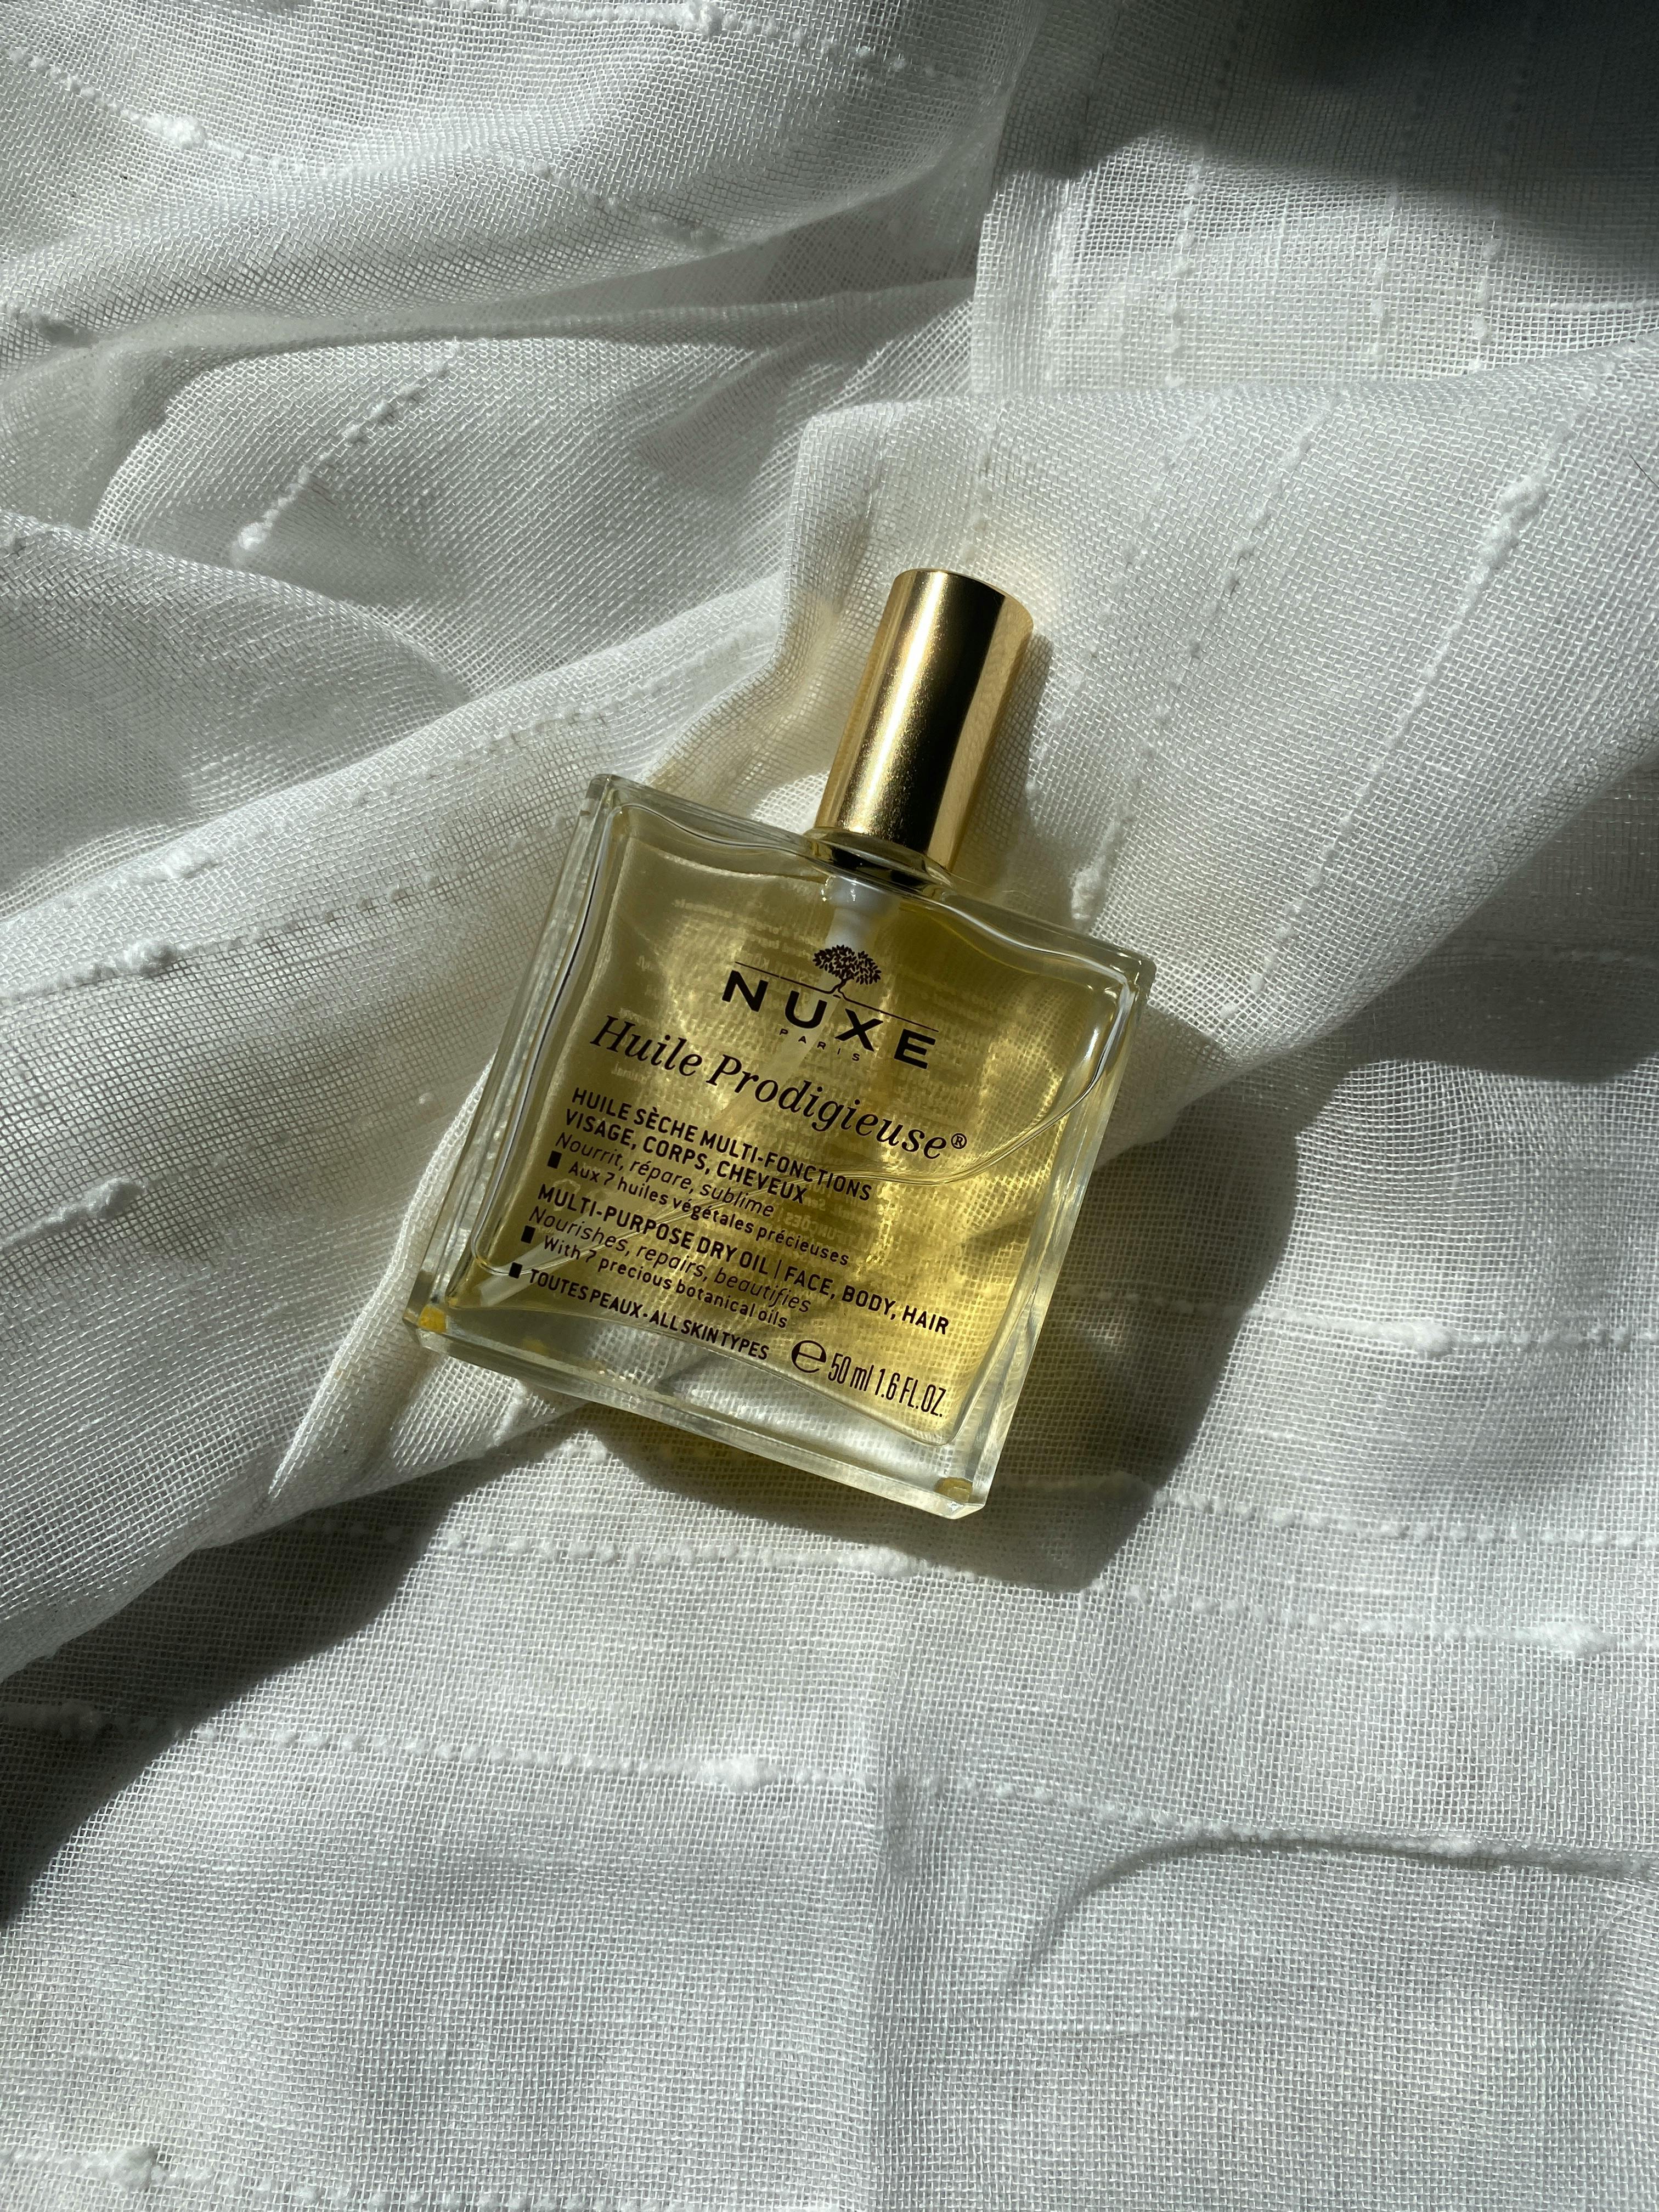 NUXE
PARIS
Huile Prodigieuse®
HUILE SÈCHE MULTI-FONCTIONS
VISAGE, CORPS, CHEVEUX
Nourrit, répare, sublime
Aux 7 huiles végétales précieuses
MULTI-PURPOSE DRY OIL | FACE, BODY, HAIR
Nourishes, repairs, beautifies
With 7 precious botanical oils
TOUTES PEAUX - ALL SKIN TYPES
℮ 50 ml 1.6 FL.OZ.